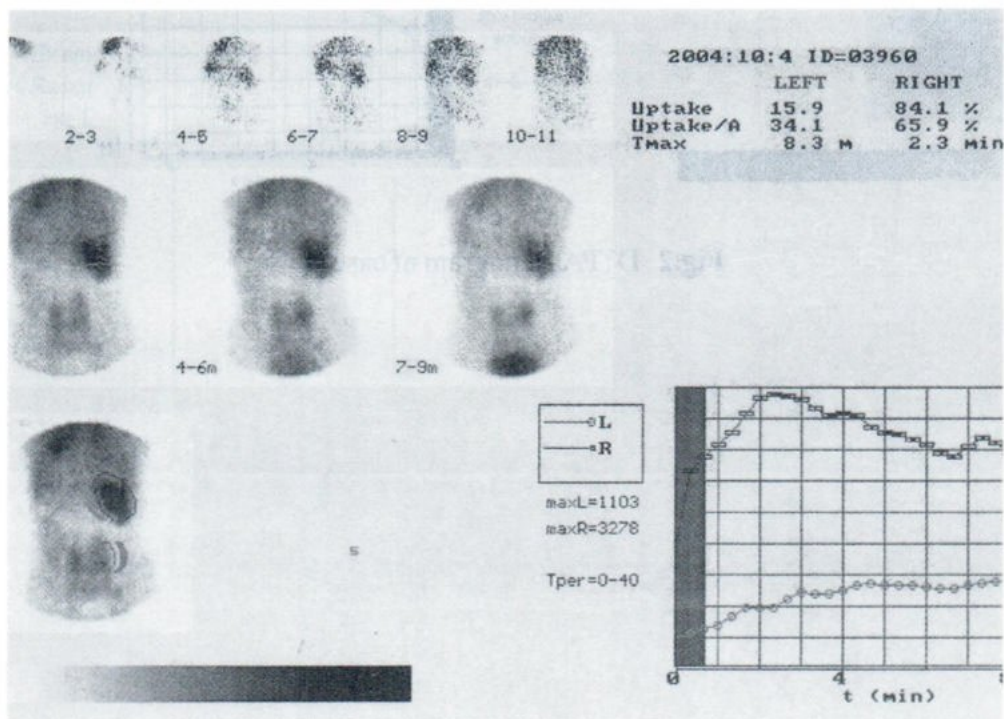 2004:10:4 ID=03960
LEFT RIGHT
Uptake 15.9 84.1 %
Uptake/A 34.1 65.9 %
Tmax 8.3 M 2.3 min
2-3 4-5 6-7 8-9 10-11
4-6m 7-9m
L
R
maxL=1103
maxR=3278
s
Tper=0-40
0 4 8
t (min)